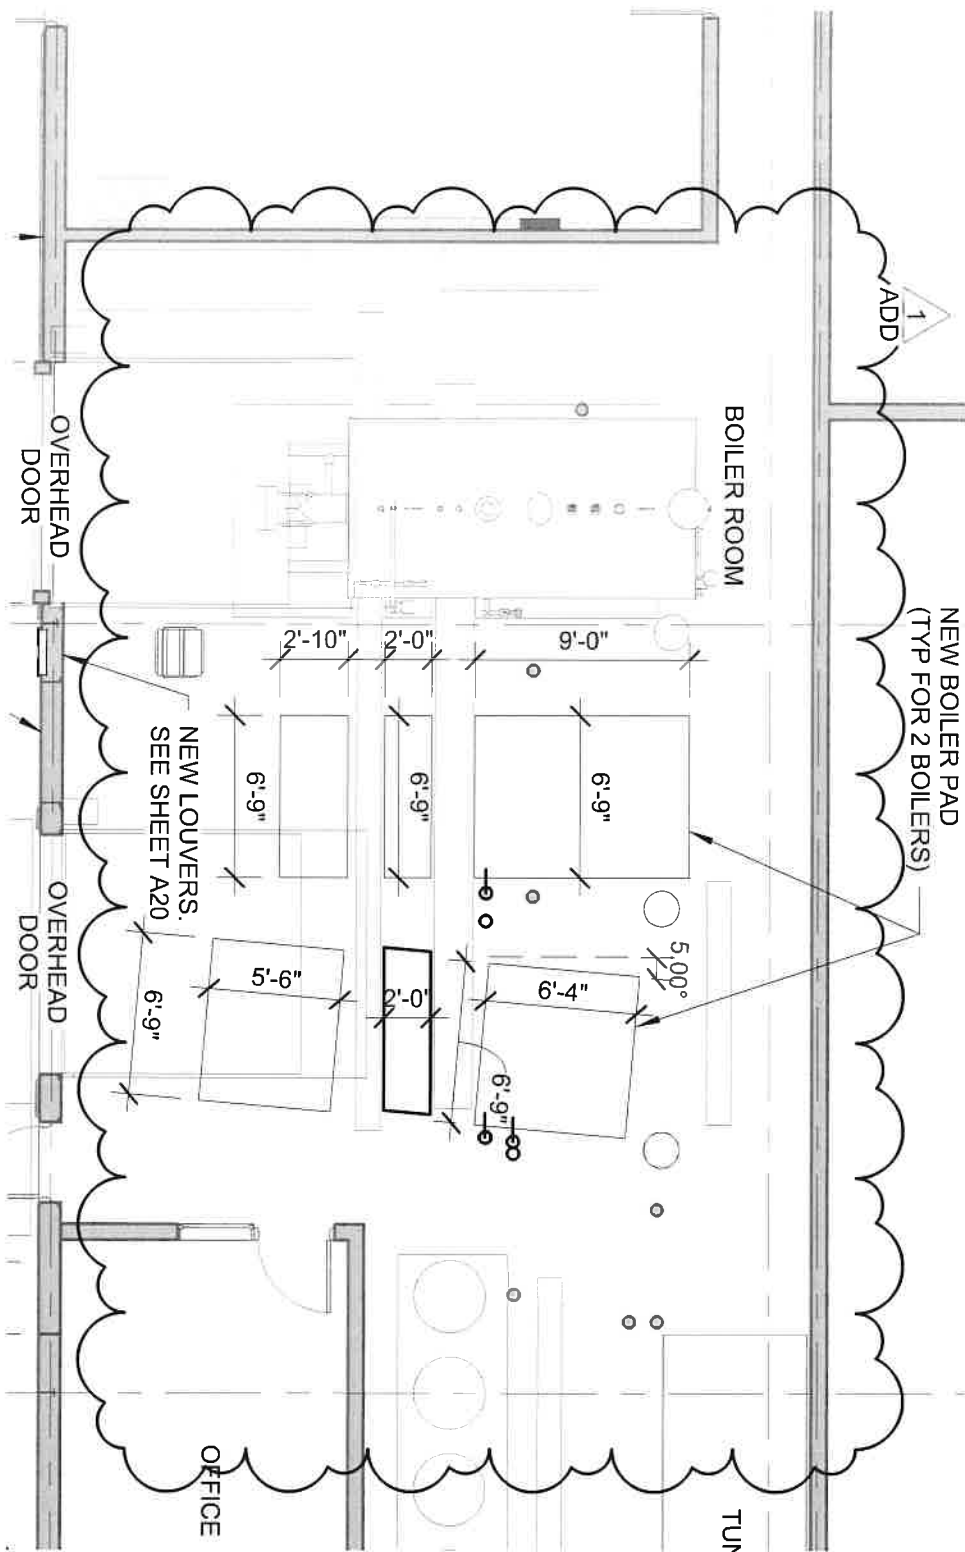 1
ADD
BOILER ROOM
NEW BOILER PAD
(TYP FOR 2 BOILERS)
OVERHEAD
DOOR
2'-10"
2'-0"
9'-0"
6'-9"
6'-9"
6'-9"
NEW LOUVERS.
SEE SHEET A20
OVERHEAD
DOOR
5.00°
6'-4"
6'-9"
2'-0"
5'-6"
6'-9"
OFFICE
TUN